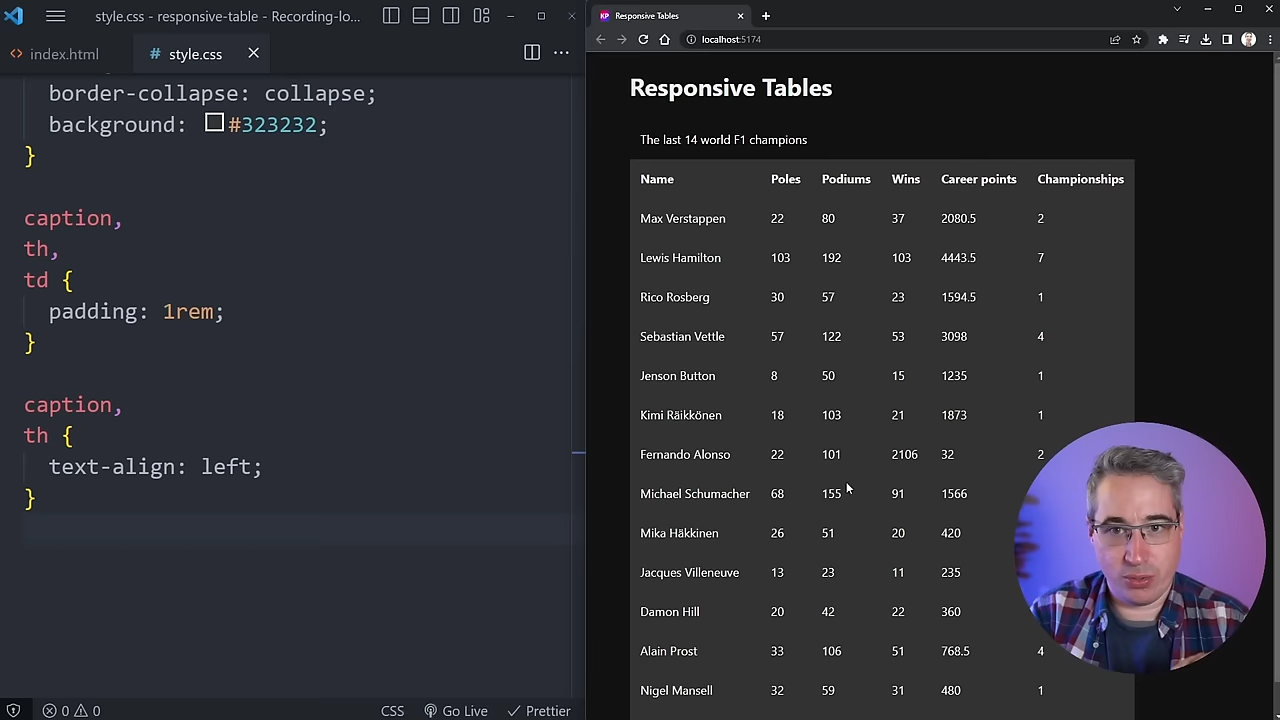 style.css - responsive-table - Recording-lo...
index.html
# style.css
border-collapse: collapse;
background: #323232;
}
caption,
th,
td {
padding: 1rem;
}
caption,
th {
text-align: left;
}
0 0 CSS Go Live Prettier
KP Responsive Tables
localhost:5174
Responsive Tables
The last 14 world F1 champions
Name Poles Podiums Wins Career points Championships
Max Verstappen 22 80 37 2080.5 2
Lewis Hamilton 103 192 103 4443.5 7
Rico Rosberg 30 57 23 1594.5 1
Sebastian Vettle 57 122 53 3098 4
Jenson Button 8 50 15 1235 1
Kimi Räikkönen 18 103 21 1873 1
Fernando Alonso 22 101 2106 32 2
Michael Schumacher 68 155 91 1566
Mika Häkkinen 26 51 20 420
Jacques Villeneuve 13 23 11 235
Damon Hill 20 42 22 360
Alain Prost 33 106 51 768.5 4
Nigel Mansell 32 59 31 480 1